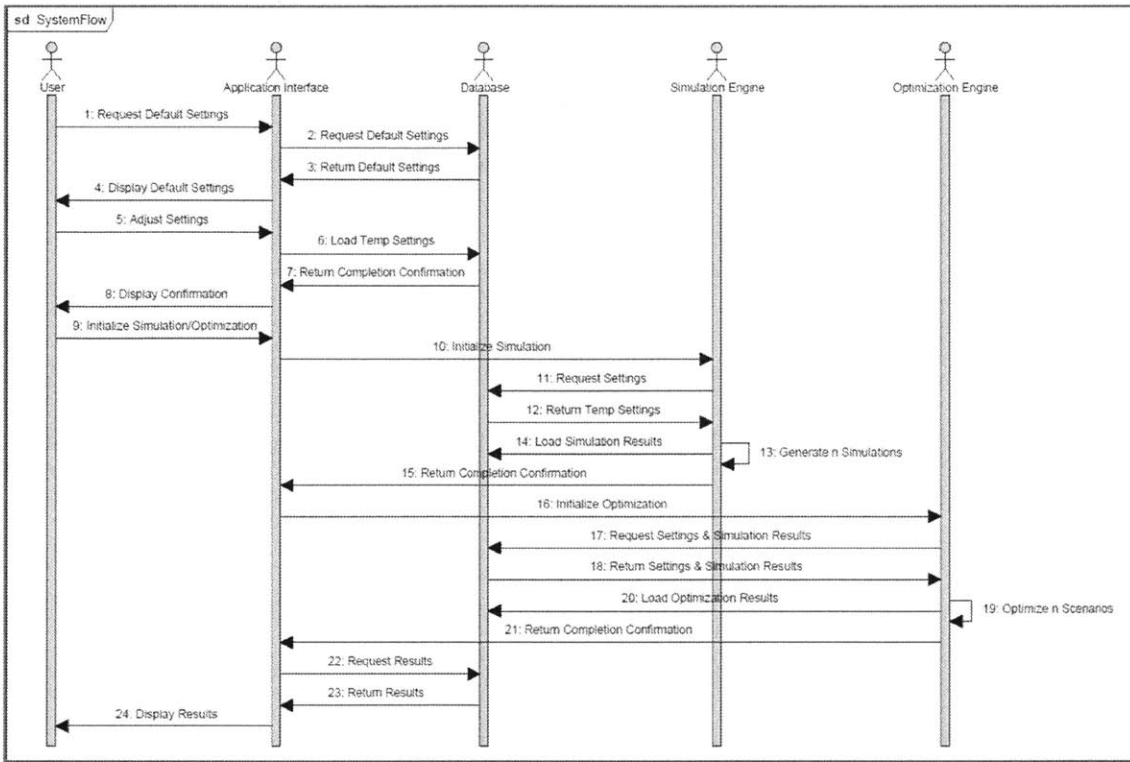 sd SystemFlow
User
Application Interface
Database
Simulation Engine
Optimization Engine
1: Request Default Settings
2: Request Default Settings
3: Return Default Settings
4: Display Default Settings
5: Adjust Settings
6: Load Temp Settings
7: Return Completion Confirmation
8: Display Confirmation
9: Initialize Simulation/Optimization
10: Initialize Simulation
11: Request Settings
12: Return Temp Settings
14: Load Simulation Results
13: Generate n Simulations
15: Return Completion Confirmation
16: Initialize Optimization
17: Request Settings & Simulation Results
18: Return Settings & Simulation Results
20: Load Optimization Results
19: Optimize n Scenarios
21: Return Completion Confirmation
22: Request Results
23: Return Results
24: Display Results